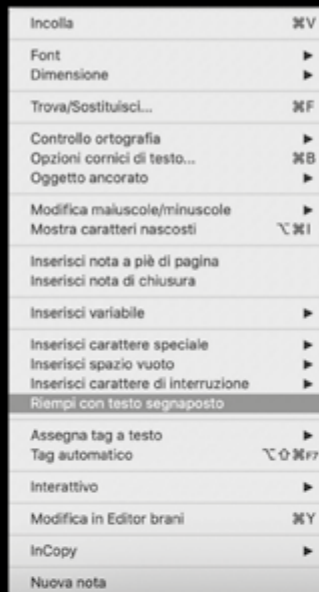 Incolla ⌘V
Font ▶
Dimensione ▶
Trova/Sostituisci... ⌘F
Controllo ortografia ▶
Opzioni cornici di testo... ⌘B
Oggetto ancorato ▶
Modifica maiuscole/minuscole ▶
Mostra caratteri nascosti ⌥⌘I
Inserisci nota a piè di pagina
Inserisci nota di chiusura
Inserisci variabile ▶
Inserisci carattere speciale ▶
Inserisci spazio vuoto ▶
Inserisci carattere di interruzione ▶
Riempi con testo segnaposto
Assegna tag a testo ▶
Tag automatico ⌥⇧⌘F7
Interattivo ▶
Modifica in Editor brani ⌘Y
InCopy ▶
Nuova nota